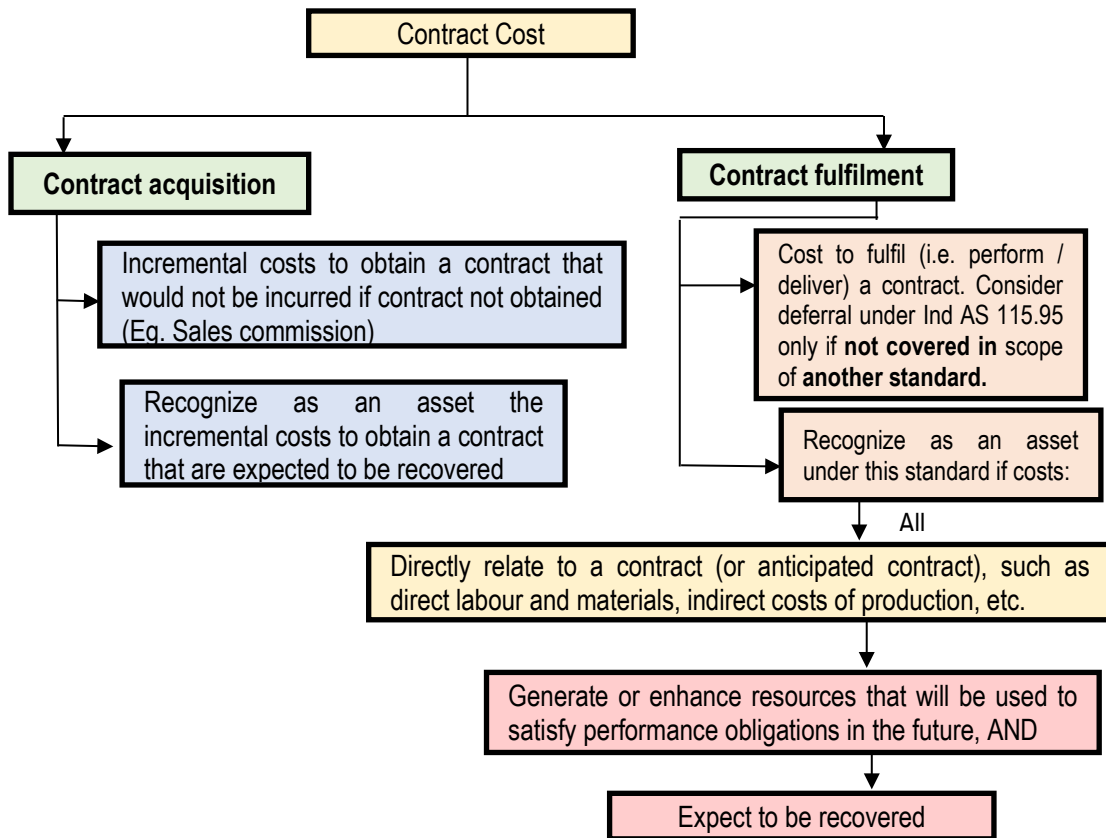 Contract Cost
Contract acquisition
Incremental costs to obtain a contract that
would not be incurred if contract not obtained
(Eg. Sales commission)
Recognize as an asset the
incremental costs to obtain a contract
that are expected to be recovered
Contract fulfilment
Cost to fulfil (i.e. perform /
deliver) a contract. Consider
deferral under Ind AS 115.95
only if not covered in scope
of another standard.
Recognize as an asset
under this standard if costs:
All
Directly relate to a contract (or anticipated contract), such as
direct labour and materials, indirect costs of production, etc.
Generate or enhance resources that will be used to
satisfy performance obligations in the future, AND
Expect to be recovered